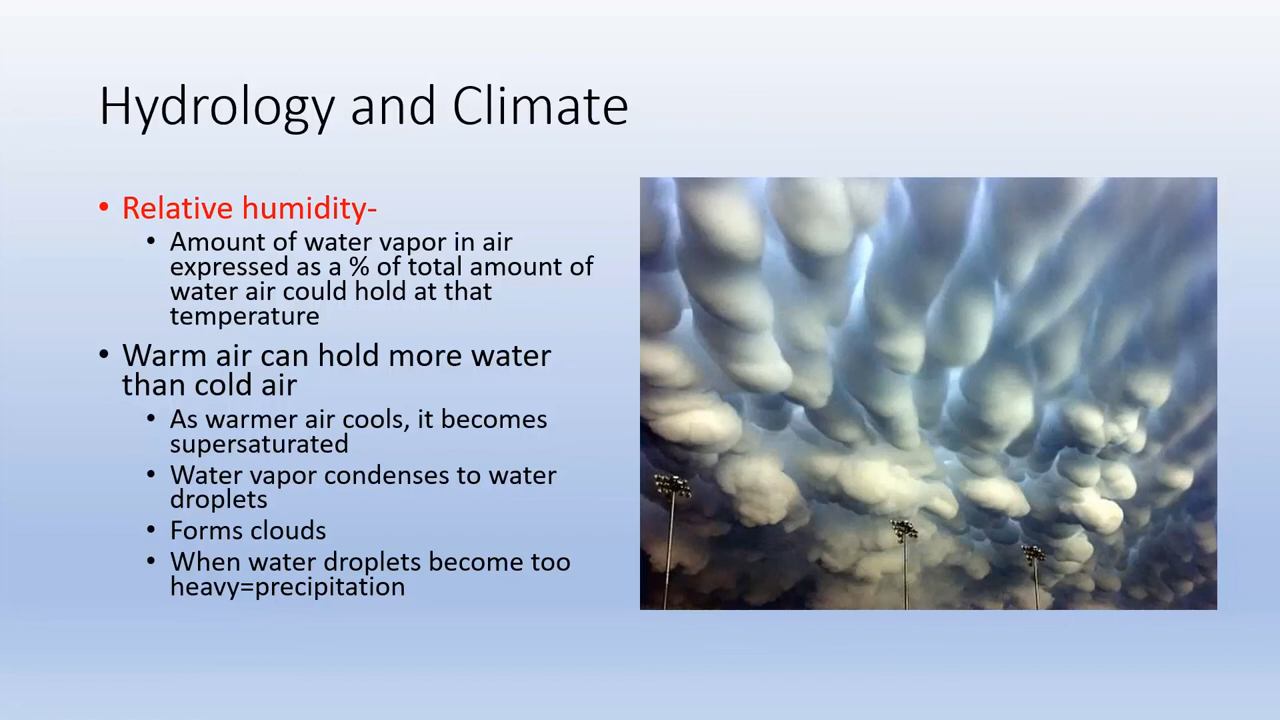 Hydrology and Climate
• Relative humidity-
• Amount of water vapor in air
expressed as a % of total amount of
water air could hold at that
temperature
• Warm air can hold more water
than cold air
• As warmer air cools, it becomes
supersaturated
• Water vapor condenses to water
droplets
• Forms clouds
• When water droplets become too
heavy=precipitation